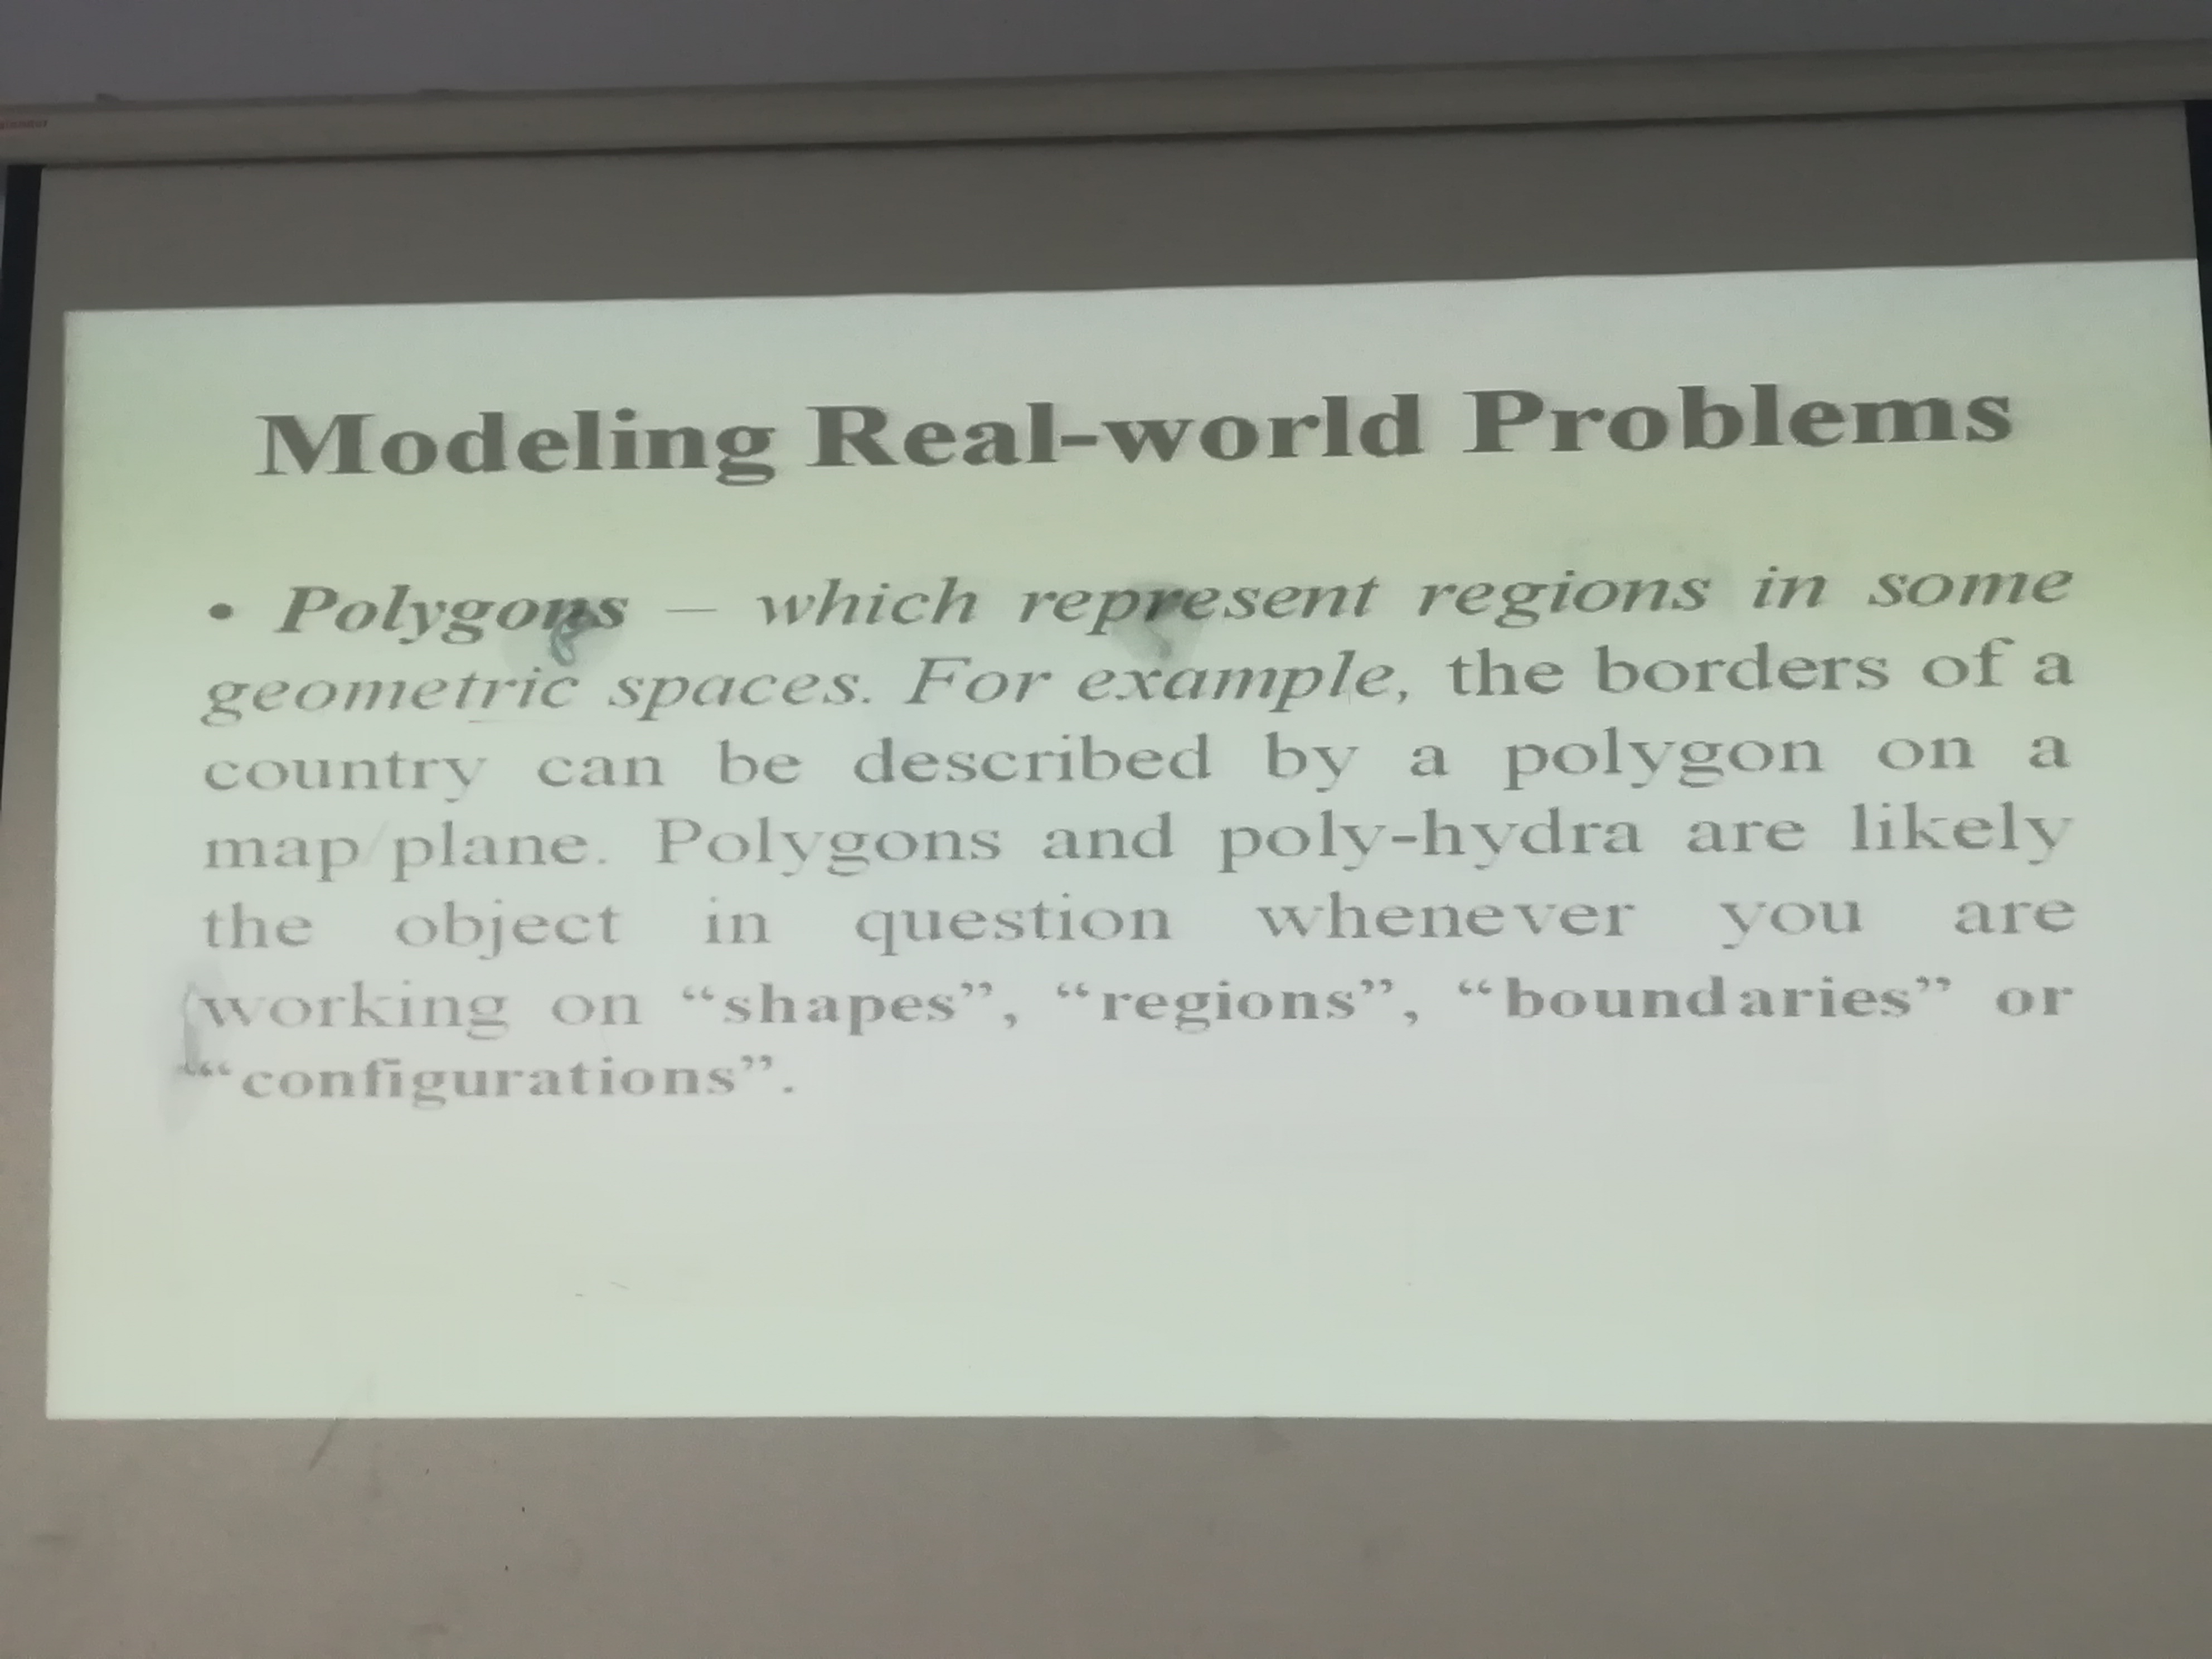 Modeling Real-world Problems
• Polygons – which represent regions in some
geometric spaces. For example, the borders of a
country can be described by a polygon on a
map/plane. Polygons and poly-hydra are likely
the object in question whenever you are
working on “shapes”, “regions”, “boundaries” or
“configurations”.